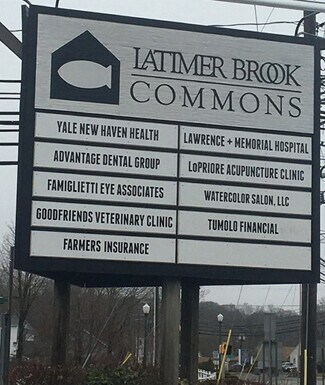 LATIMER BROOK
COMMONS
YALE NEW HAVEN HEALTH
LAWRENCE + MEMORIAL HOSPITAL
ADVANTAGE DENTAL GROUP
LoPRIORE ACUPUNCTURE CLINIC
FAMIGLIETTI EYE ASSOCIATES
WATERCOLOR SALON, LLC
GOODFRIENDS VETERINARY CLINIC
TUMOLO FINANCIAL
FARMERS INSURANCE